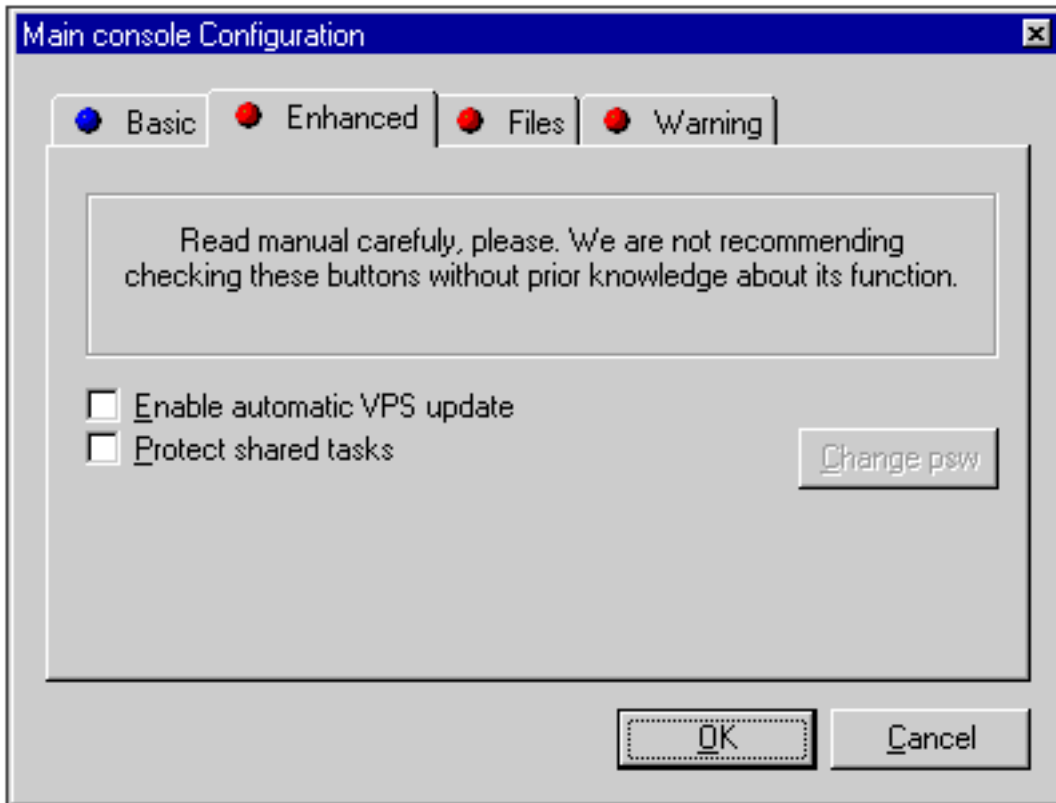 Main console Configuration
Basic
Enhanced
Files
Warning
Read manual carefuly, please. We are not recommending
checking these buttons without prior knowledge about its function.
Enable automatic VPS update
Protect shared tasks
Change psw
OK
Cancel